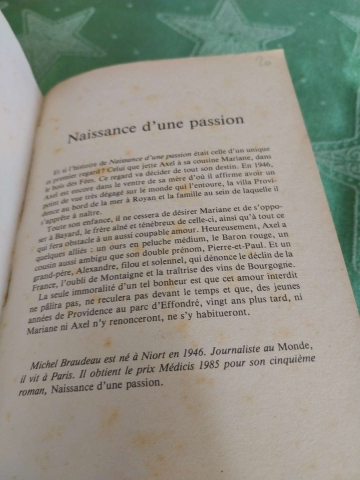 20
Naissance d'une passion
Et si l'histoire de Naissance d'une passion était celle d'un unique
et premier regard ? Celui que jette Axel à sa cousine Mariane, dans
le bois des Fées. Ce regard va décider de tout son destin. En 1946,
Axel est encore dans le ventre de sa mère d'où il affirme avoir un
point de vue très dégagé sur le monde qui l'entoure, la villa Provi-
dence au bord de la mer à Royan et la famille au sein de laquelle il
s'apprête à naître.
Toute son enfance, il ne cessera de désirer Mariane et de s'oppo-
ser à Bayard, le frère aîné et ténébreux de celle-ci, ainsi qu'à tout ce
qui fera obstacle à un aussi coupable amour. Heureusement, Axel a
quelques alliés : un ours en peluche médium, le Baron rouge, un
cousin aussi ambigu que son double prénom, Pierre-et-Paul. Et un
grand-père, Alexandre, filou et solennel, qui dénonce le déclin de la
France, l'oubli de Montaigne et la traîtrise des vins de Bourgogne.
La seule immoralité d'un tel bonheur est que cet amour interdit
ne pâlira pas, ne reculera pas devant le temps et que, des jeunes
années de Providence au parc d'Effondré, vingt ans plus tard, ni
Mariane ni Axel n'y renonceront, ne s'y habitueront.
Michel Braudeau est né à Niort en 1946. Journaliste au Monde,
il vit à Paris. Il obtient le prix Médicis 1985 pour son cinquième
roman, Naissance d'une passion.